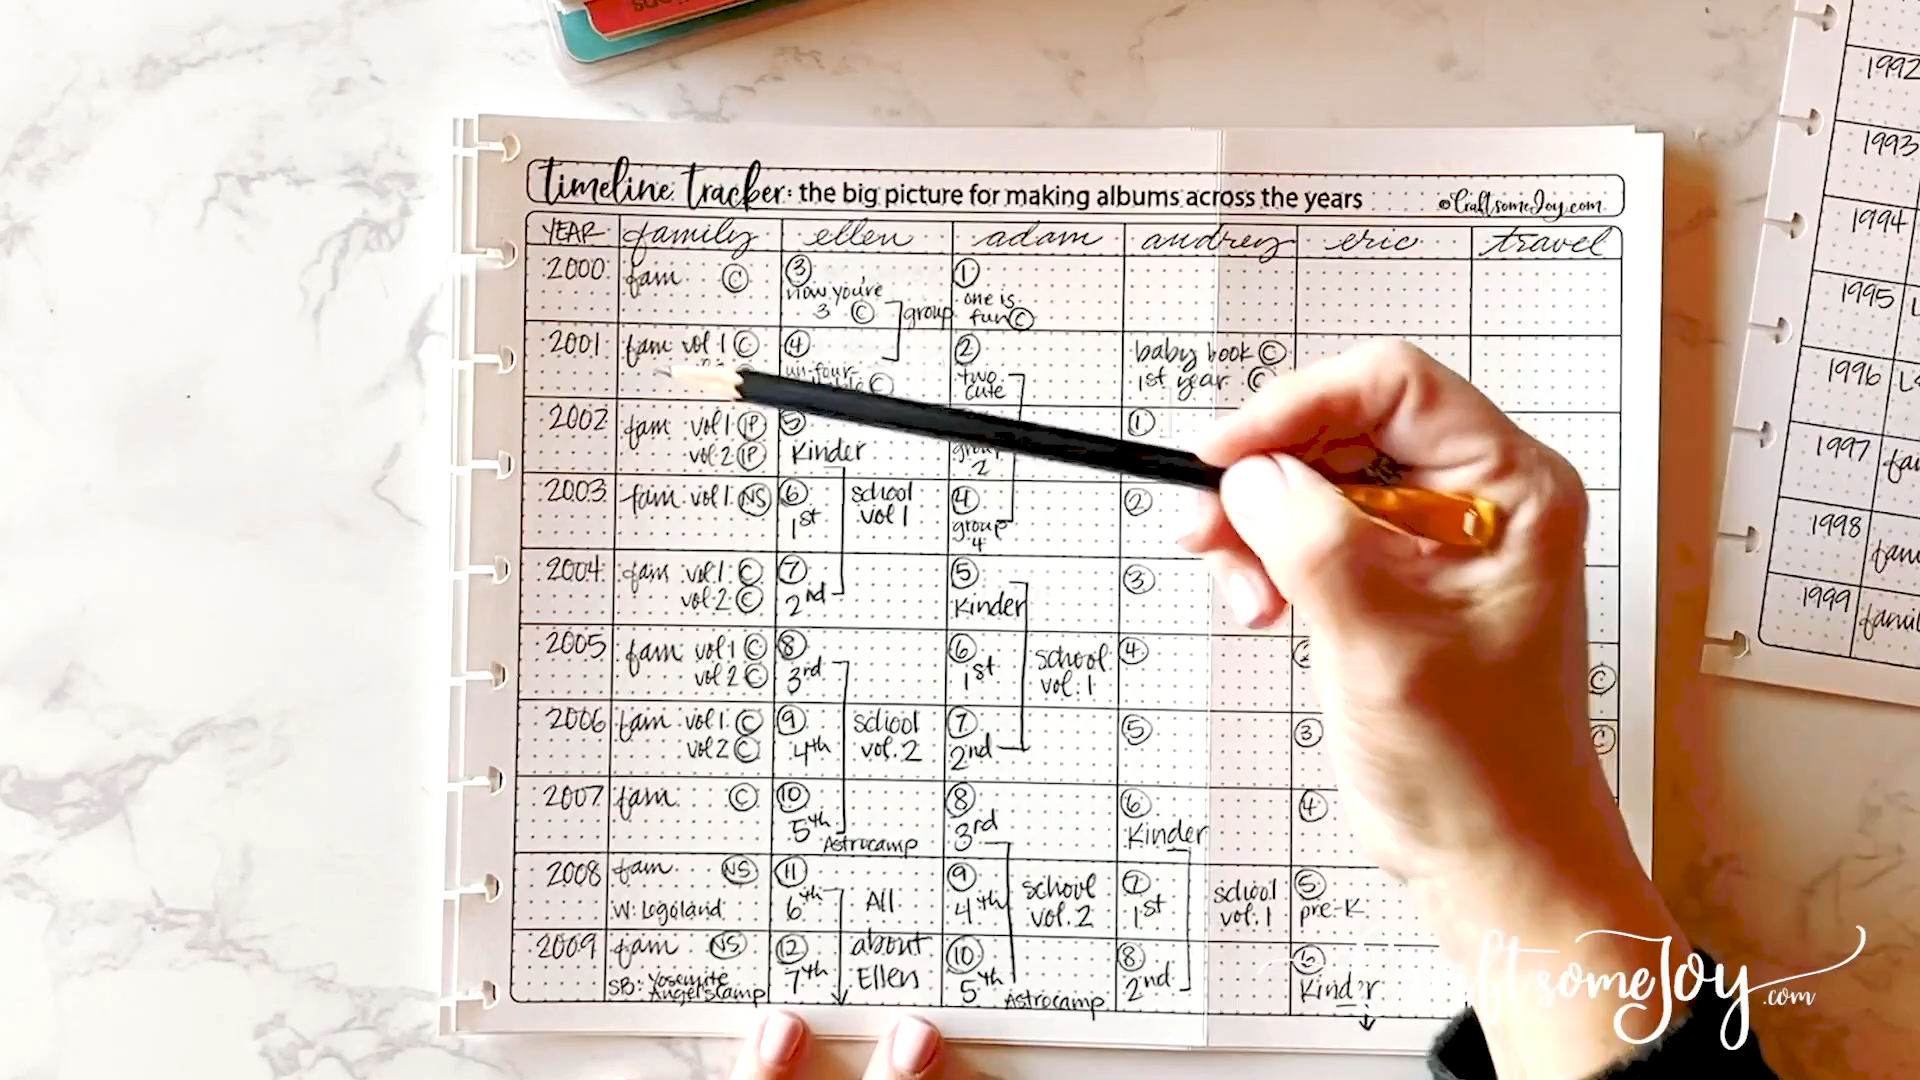 timeline tracker: the big picture for making albums across the years ©CraftsomeJoy.com
YEAR family ellen adam audrey eric travel
2000 fam C 3 now you're 3 C group 1 one is fun C
2001 fam vol 1 C 4 un-four- C 2 two cute baby book C 1st year C
2002 fam vol 1 IP vol 2 IP 5 Kinder group 2 1
2003 fam vol 1 NS 6 1st school vol 1 4 group 4 2
2004 fam vol 1 C vol 2 C 7 2nd 5 Kinder 3
2005 fam vol 1 C vol 2 C 8 3rd 6 1st school vol. 1 4 C
2006 fam vol 1 C vol 2 C 9 4th school vol. 2 7 2nd 5 3 C
2007 fam C 10 5th Astrocamp 8 3rd 6 Kinder 4
2008 fam NS W: Legoland 11 6th All 9 4th school vol. 2 7 1st school vol. 1 5 pre-K
2009 fam NS SB: Yosemite Angels Camp 12 7th about Ellen 10 5th Astrocamp 8 2nd 6 Kinder
1992
1993
1994
1995
1996
1997
1998
1999
CraftsomeJoy.com